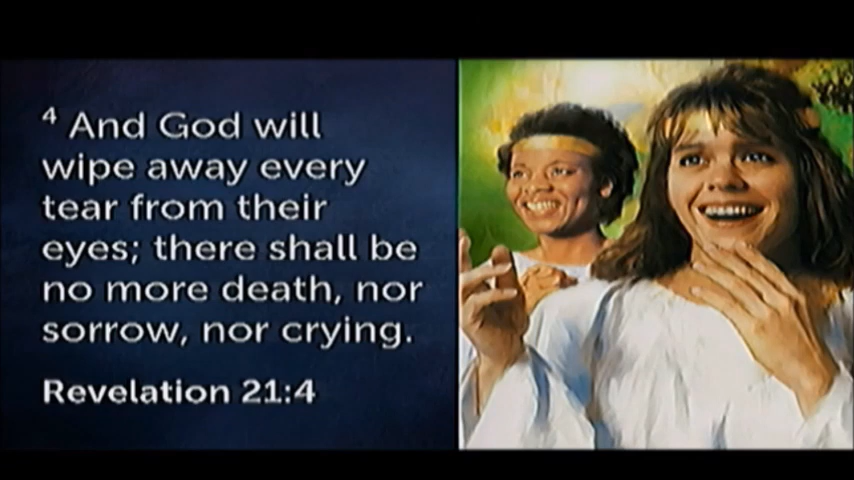 ⁴ And God will
wipe away every
tear from their
eyes; there shall be
no more death, nor
sorrow, nor crying.
Revelation 21:4